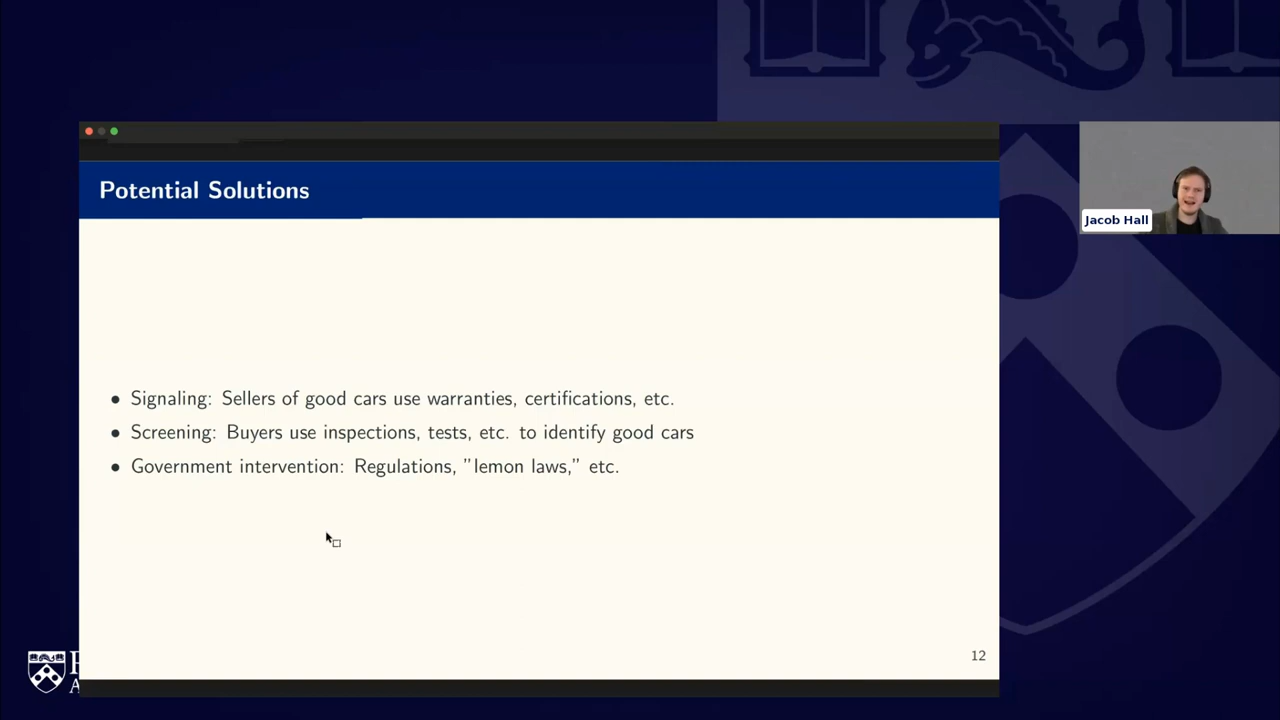 Potential Solutions
Jacob Hall
• Signaling: Sellers of good cars use warranties, certifications, etc.
• Screening: Buyers use inspections, tests, etc. to identify good cars
• Government intervention: Regulations, ”lemon laws,” etc.
12